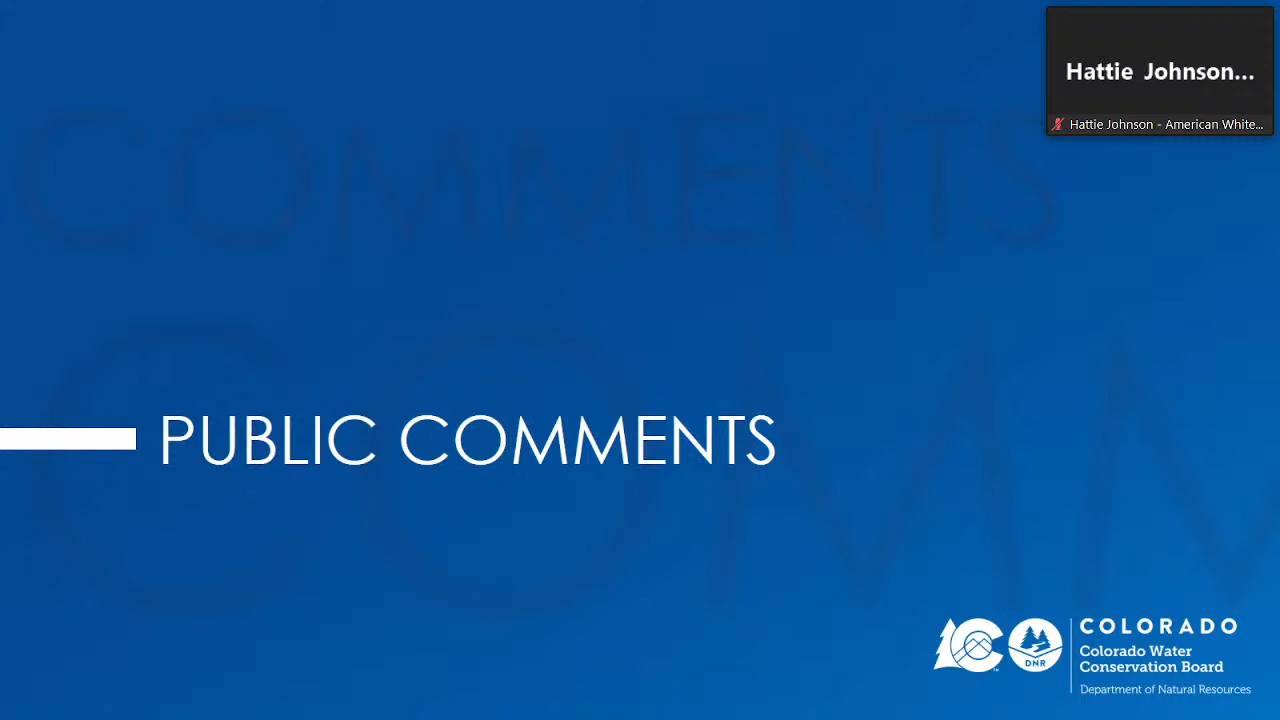 Hattie Johnson...
Hattie Johnson - American White...
COMMENTS
COMM
PUBLIC COMMENTS
DNR
COLORADO
Colorado Water
Conservation Board
Department of Natural Resources